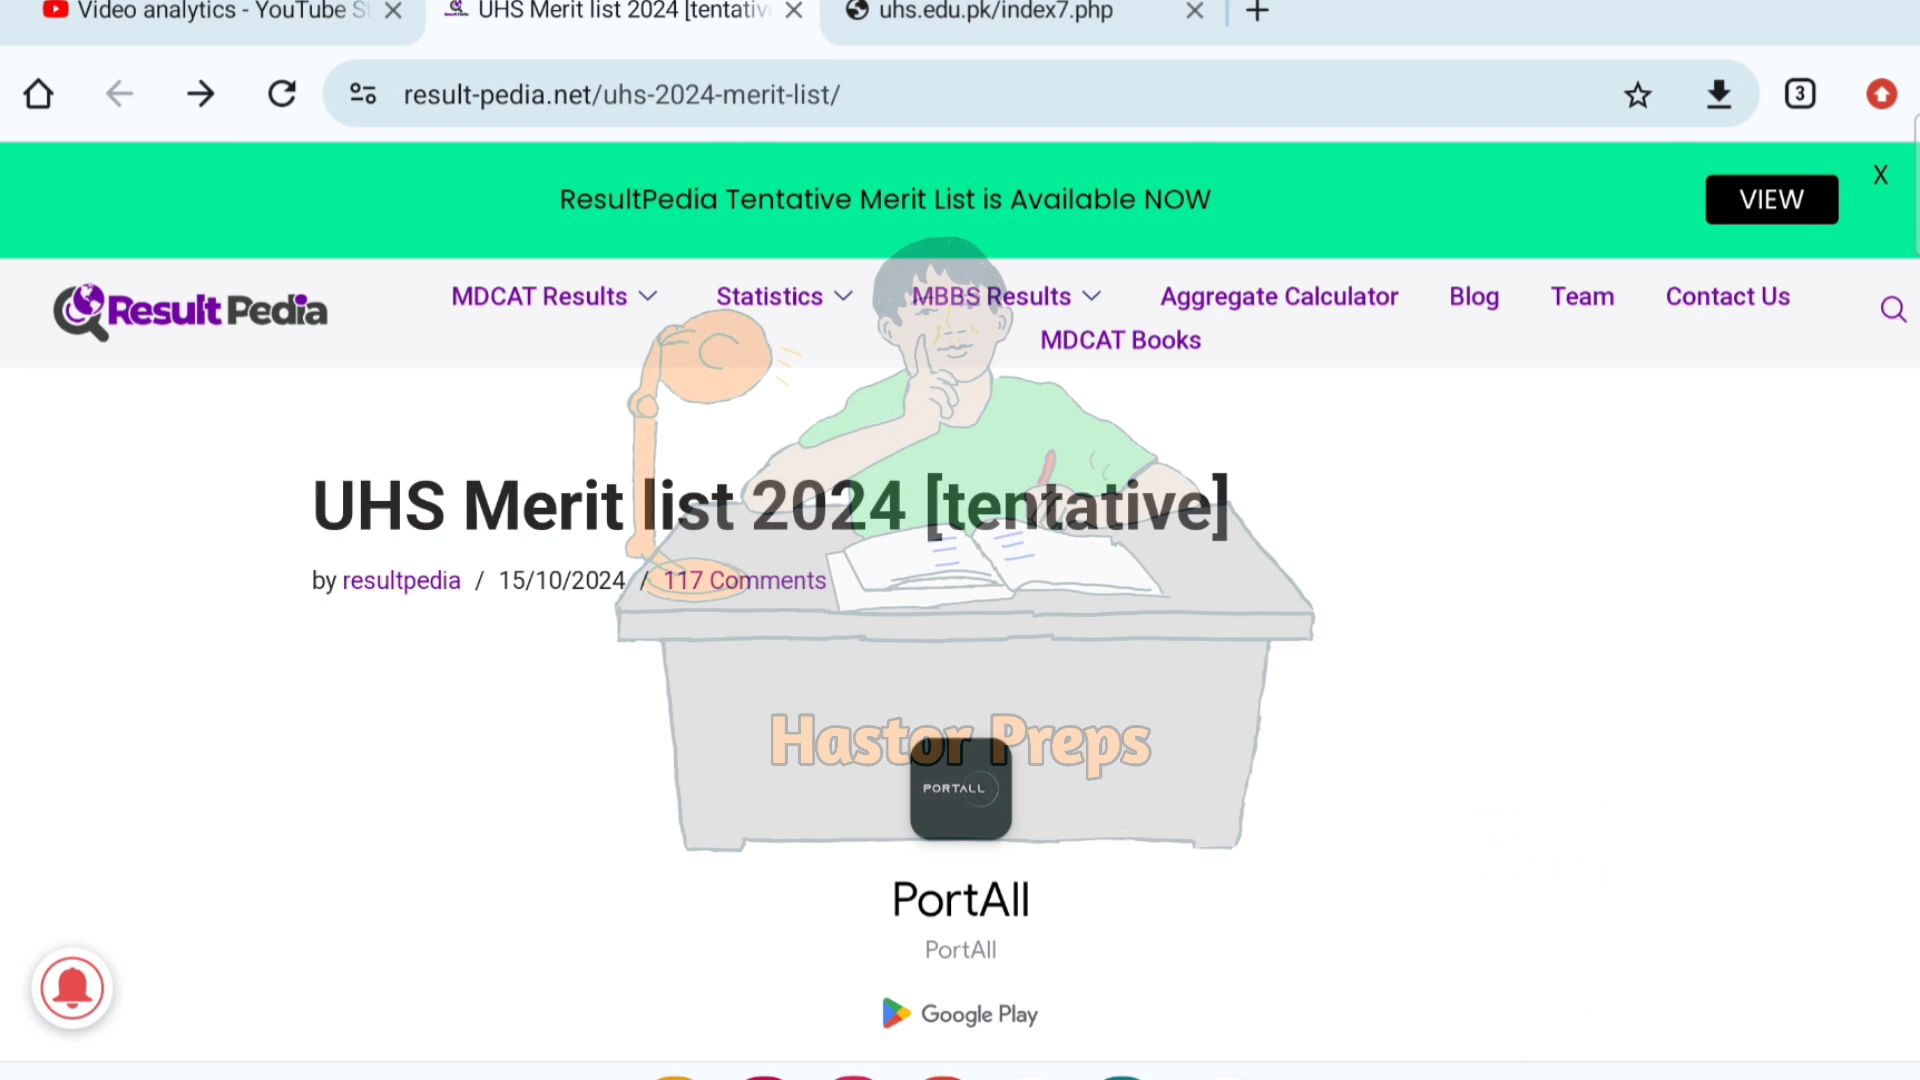 Video analytics - YouTube St
UHS Merit list 2024 [tentativ
uhs.edu.pk/index7.php
result-pedia.net/uhs-2024-merit-list/
3
ResultPedia Tentative Merit List is Available NOW
VIEW
X
Result Pedia
MDCAT Results
Statistics
MBBS Results
Aggregate Calculator
Blog
Team
Contact Us
MDCAT Books
UHS Merit list 2024 [tentative]
by resultpedia / 15/10/2024 / 117 Comments
Hastor Preps
PORTALL
PortAll
PortAll
Google Play